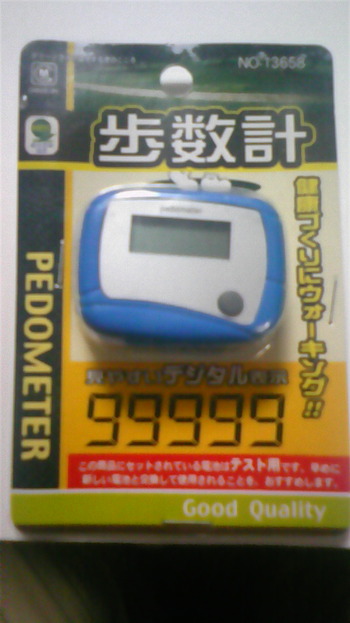 NO.13658
歩数計
健康づくりにウォーキング!!
PEDOMETER
pedometer
見やすいデジタル表示
99999
この商品にセットされている電池はテスト用です。早めに
新しい電池と交換して使用されることを、おすすめします。
Good Quality